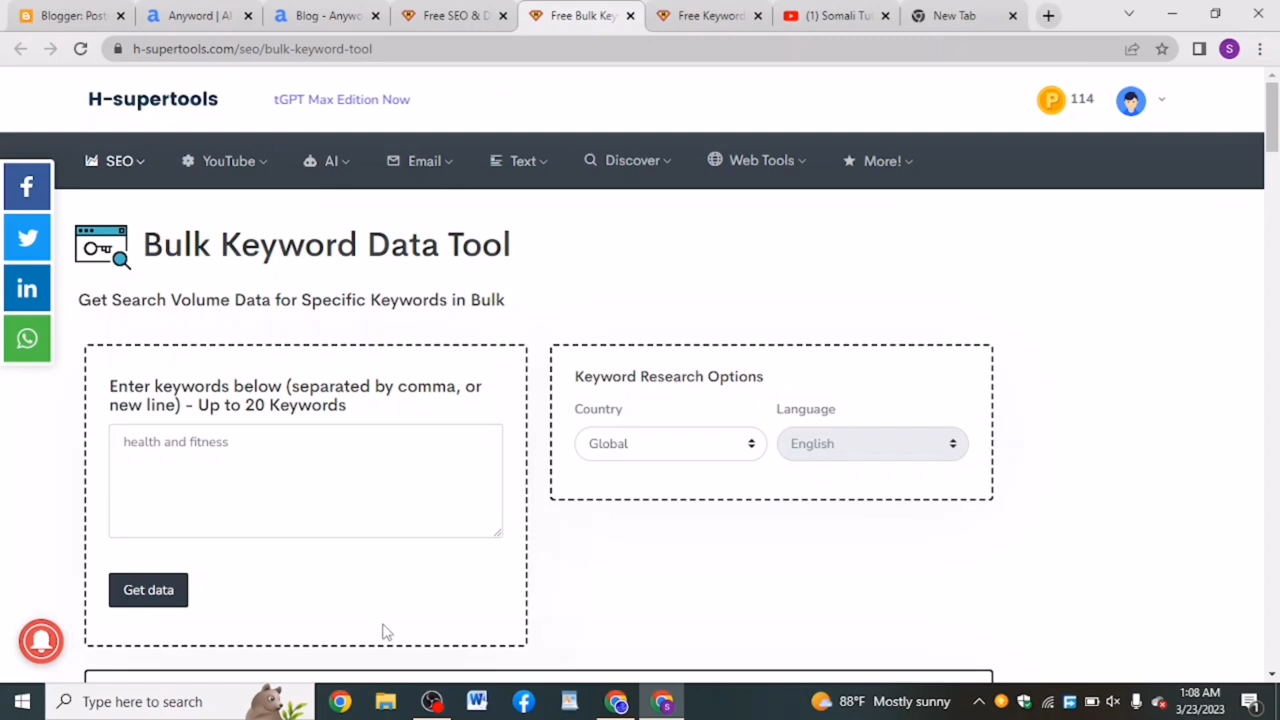 Blogger: Post
Anyword | AI
Blog - Anyw
Free SEO & D
Free Bulk Key
Free Keyword
(1) Somali Tu
New Tab
h-supertools.com/seo/bulk-keyword-tool
S
H-supertools
tGPT Max Edition Now
P 114
SEO
YouTube
AI
Email
Text
Discover
Web Tools
More!
Bulk Keyword Data Tool
Get Search Volume Data for Specific Keywords in Bulk
Enter keywords below (separated by comma, or
new line) - Up to 20 Keywords
health and fitness
Get data
Keyword Research Options
Country
Language
Global
English
Type here to search
88°F Mostly sunny
1:08 AM
3/23/2023
1